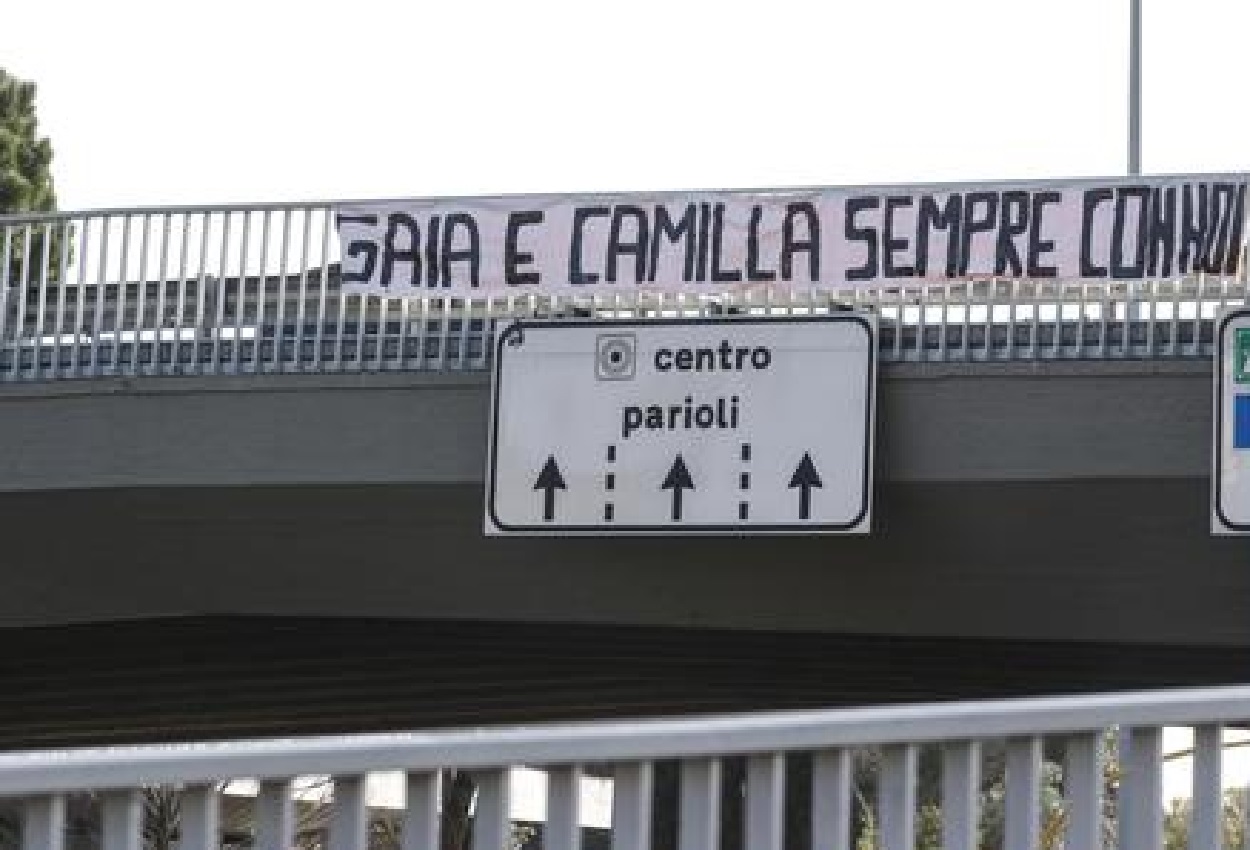 GAIA E CAMILLA SEMPRE CON NOI
centro
parioli